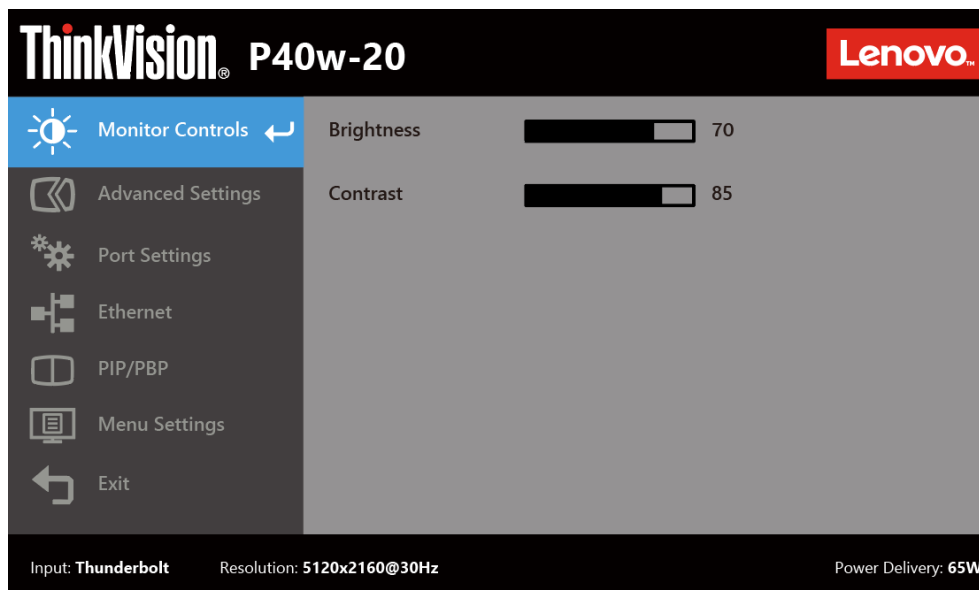 ThinkVision® P40w-20
Lenovo™
Monitor Controls
Brightness 70
Advanced Settings
Contrast 85
Port Settings
Ethernet
PIP/PBP
Menu Settings
Exit
Input: Thunderbolt Resolution: 5120x2160@30Hz Power Delivery: 65W